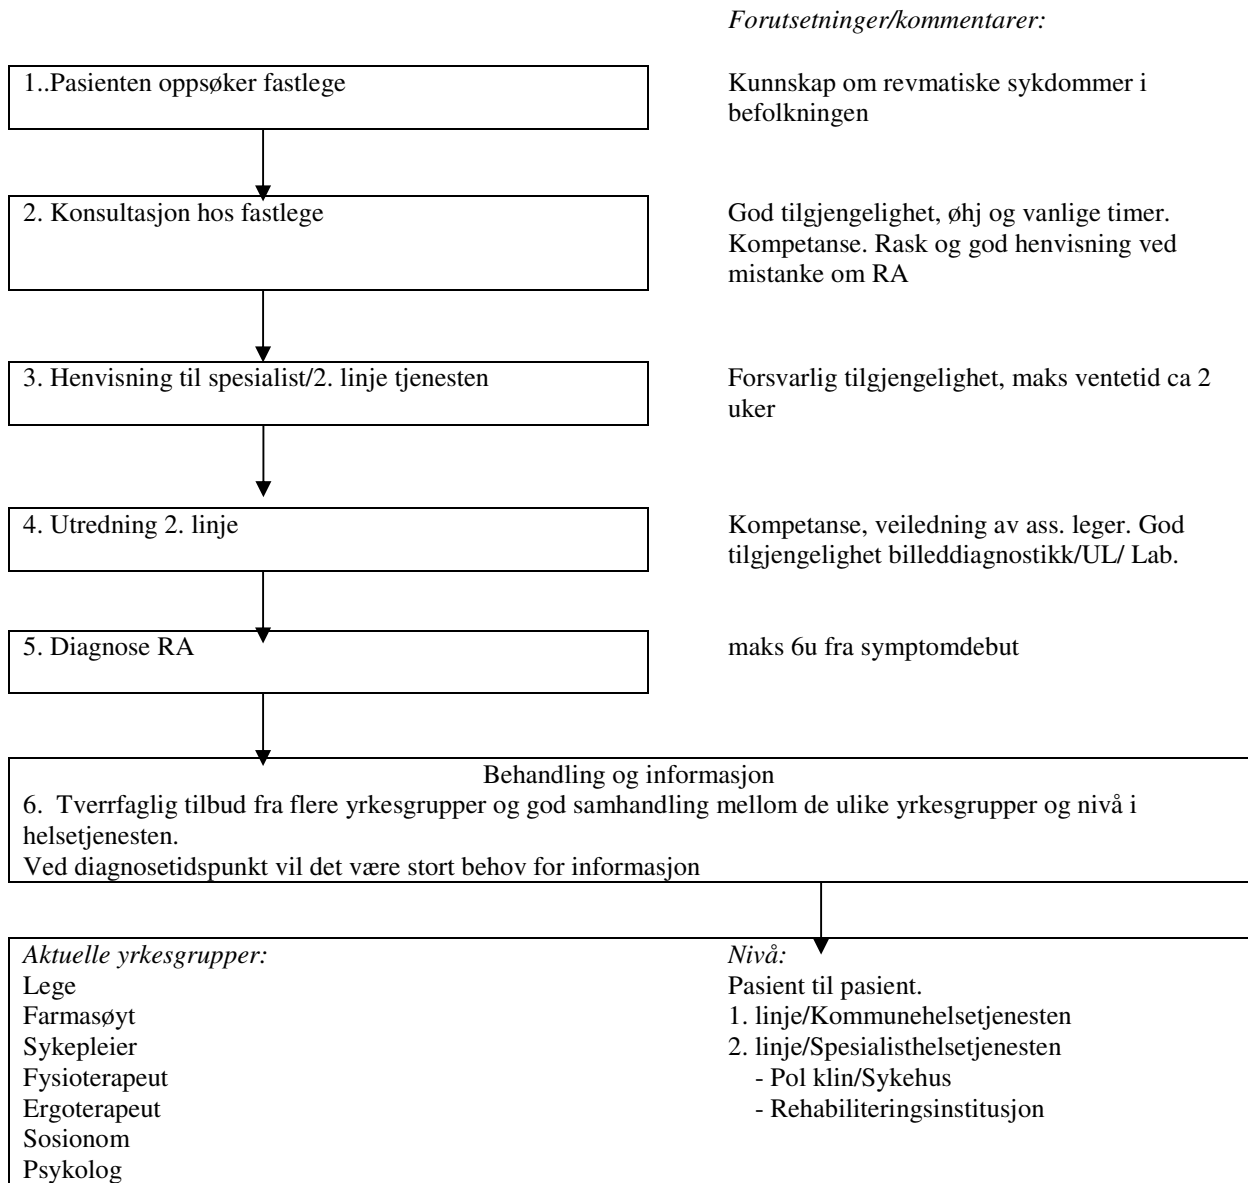 Forutsetninger/kommentarer:
1..Pasienten oppsøker fastlege
Kunnskap om revmatiske sykdommer i
befolkningen
2. Konsultasjon hos fastlege
God tilgjengelighet, øhj og vanlige timer.
Kompetanse. Rask og god henvisning ved
mistanke om RA
3. Henvisning til spesialist/2. linje tjenesten
Forsvarlig tilgjengelighet, maks ventetid ca 2
uker
4. Utredning 2. linje
Kompetanse, veiledning av ass. leger. God
tilgjengelighet billeddiagnostikk/UL/ Lab.
5. Diagnose RA
maks 6u fra symptomdebut
Behandling og informasjon
6. Tverrfaglig tilbud fra flere yrkesgrupper og god samhandling mellom de ulike yrkesgrupper og nivå i
helsetjenesten.
Ved diagnosetidspunkt vil det være stort behov for informasjon
Aktuelle yrkesgrupper:
Lege
Farmasøyt
Sykepleier
Fysioterapeut
Ergoterapeut
Sosionom
Psykolog
Nivå:
Pasient til pasient.
1. linje/Kommunehelsetjenesten
2. linje/Spesialisthelsetjenesten
- Pol klin/Sykehus
- Rehabiliteringsinstitusjon